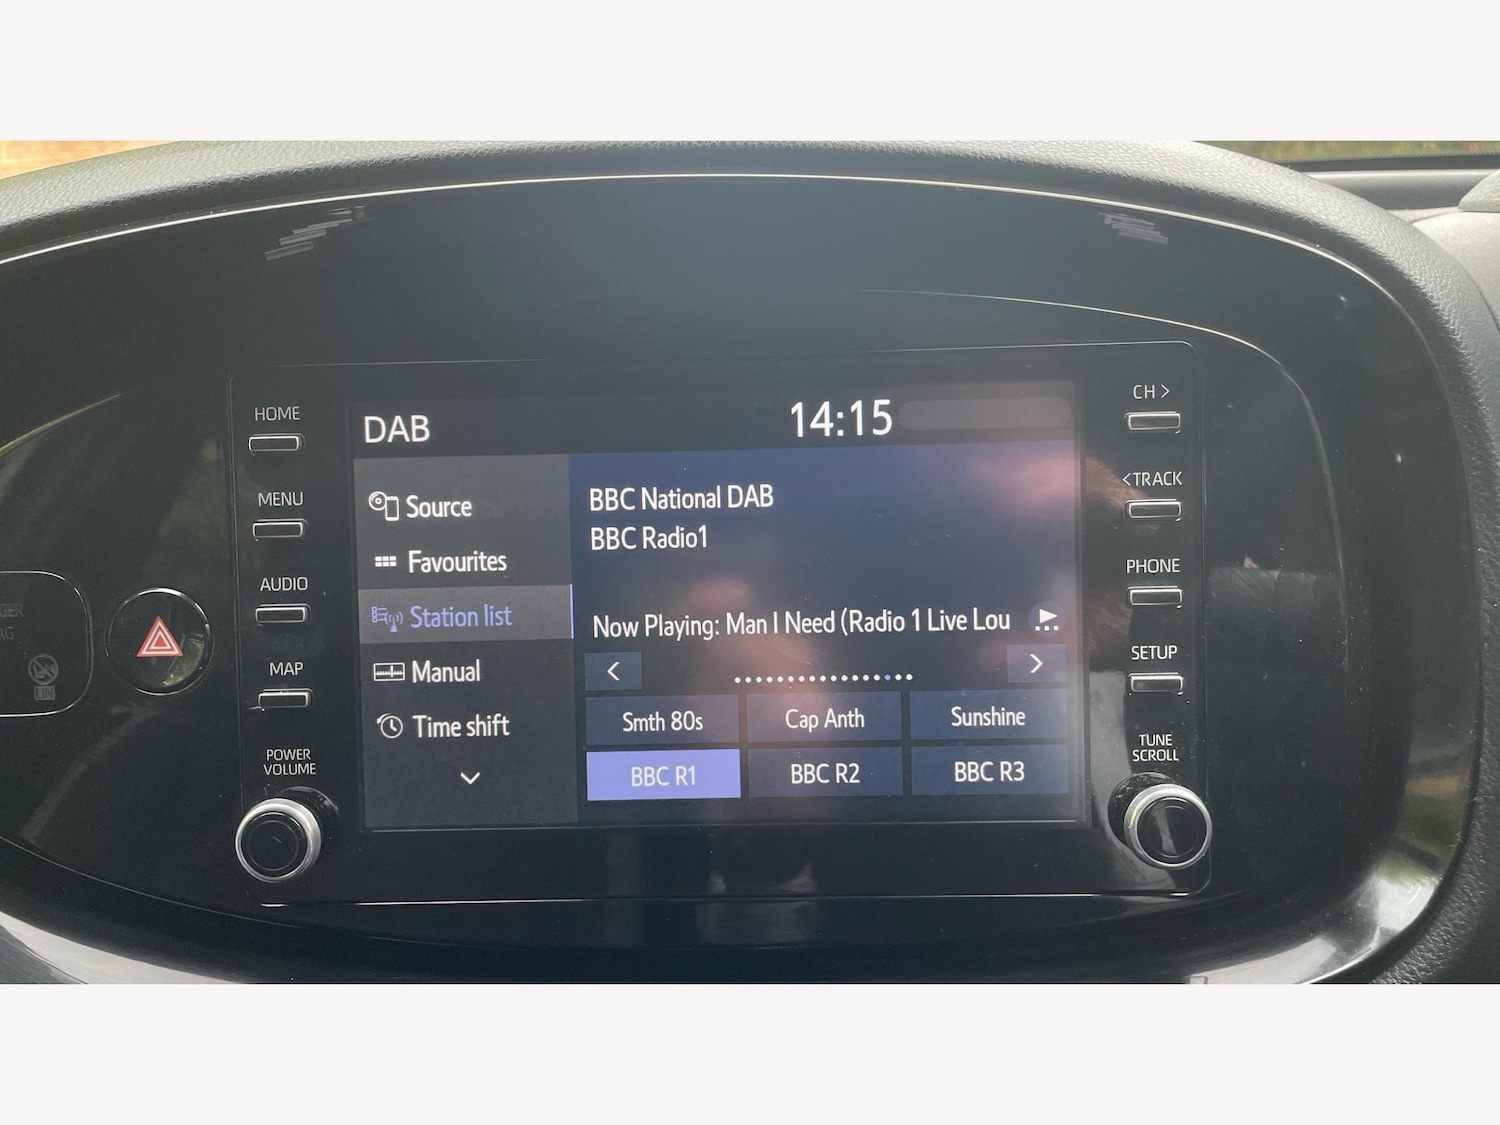 HOME
MENU
AUDIO
MAP
POWER
VOLUME
DAB
14:15
Source
Favourites
Station list
Manual
Time shift
BBC National DAB
BBC Radio1
Now Playing: Man I Need (Radio 1 Live Lou
Smth 80s
Cap Anth
Sunshine
BBC R1
BBC R2
BBC R3
CH >
<TRACK
PHONE
SETUP
TUNE
SCROLL